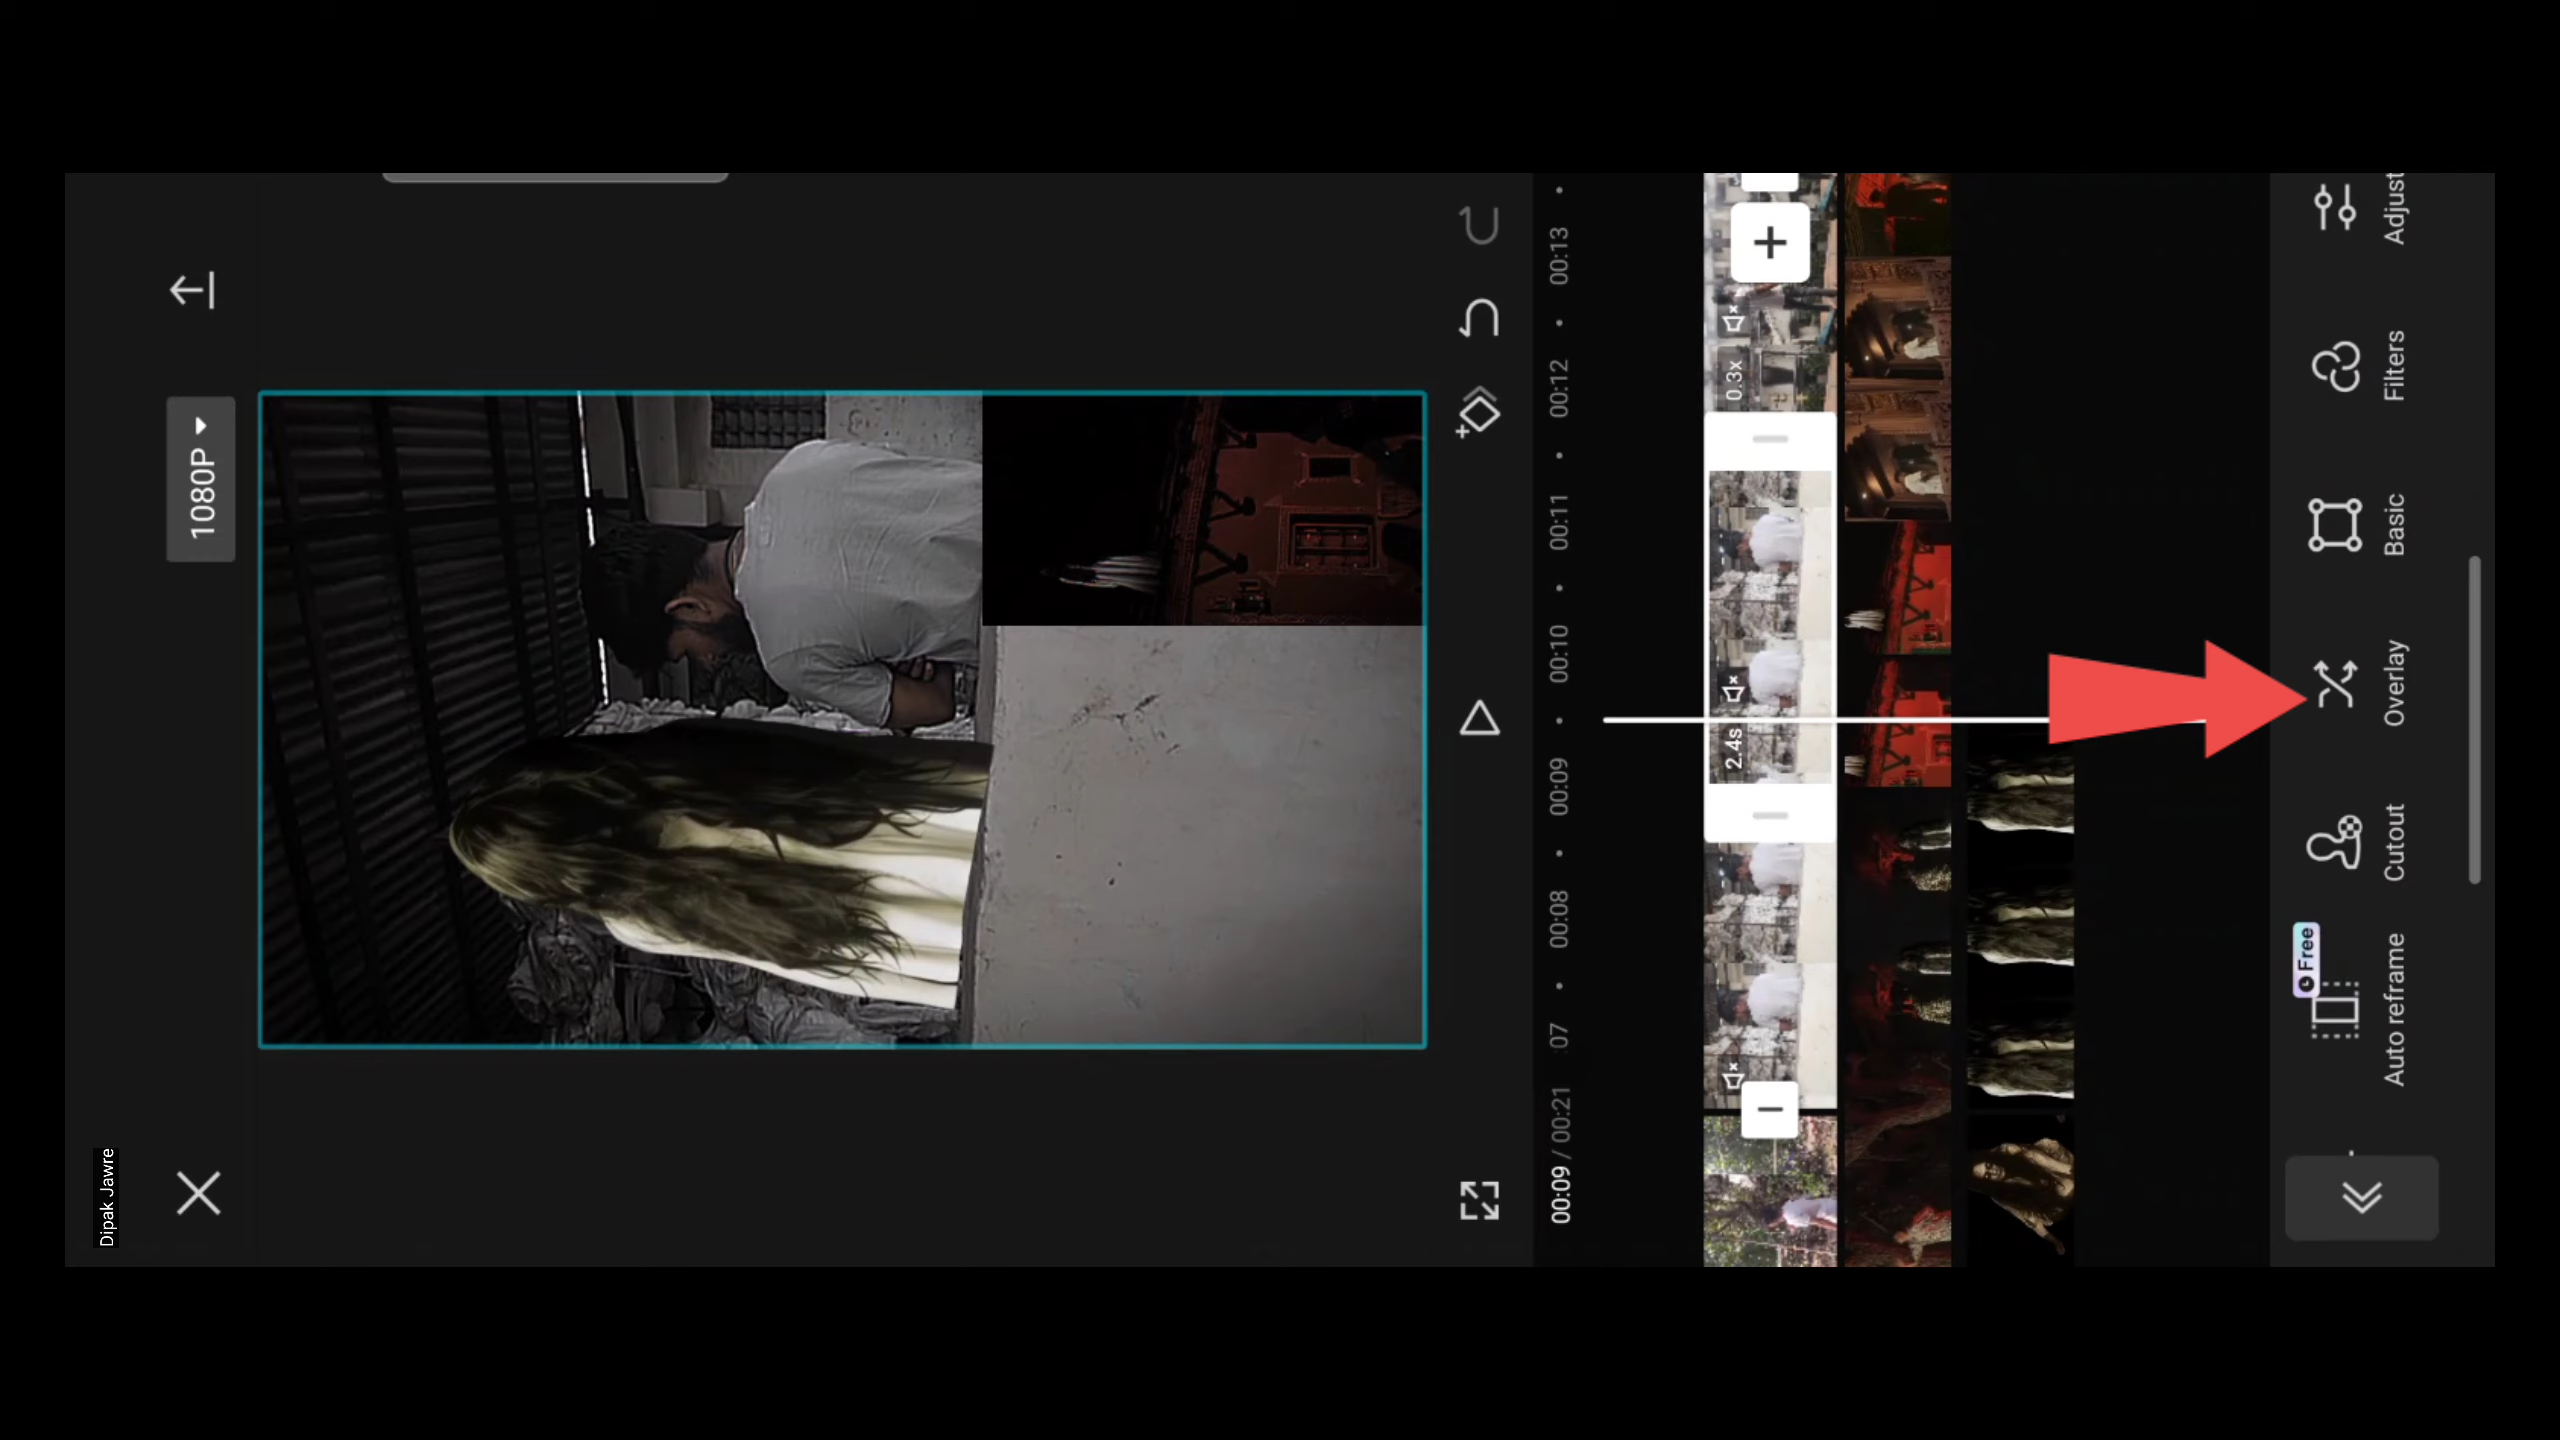 Dipak Jawre
1080P
00:09 / 00:21
:07
00:08
00:09
00:10
00:11
00:12
00:13
2.4s
0.3x
Free
Auto reframe
Cutout
Overlay
Basic
Filters
Adjust